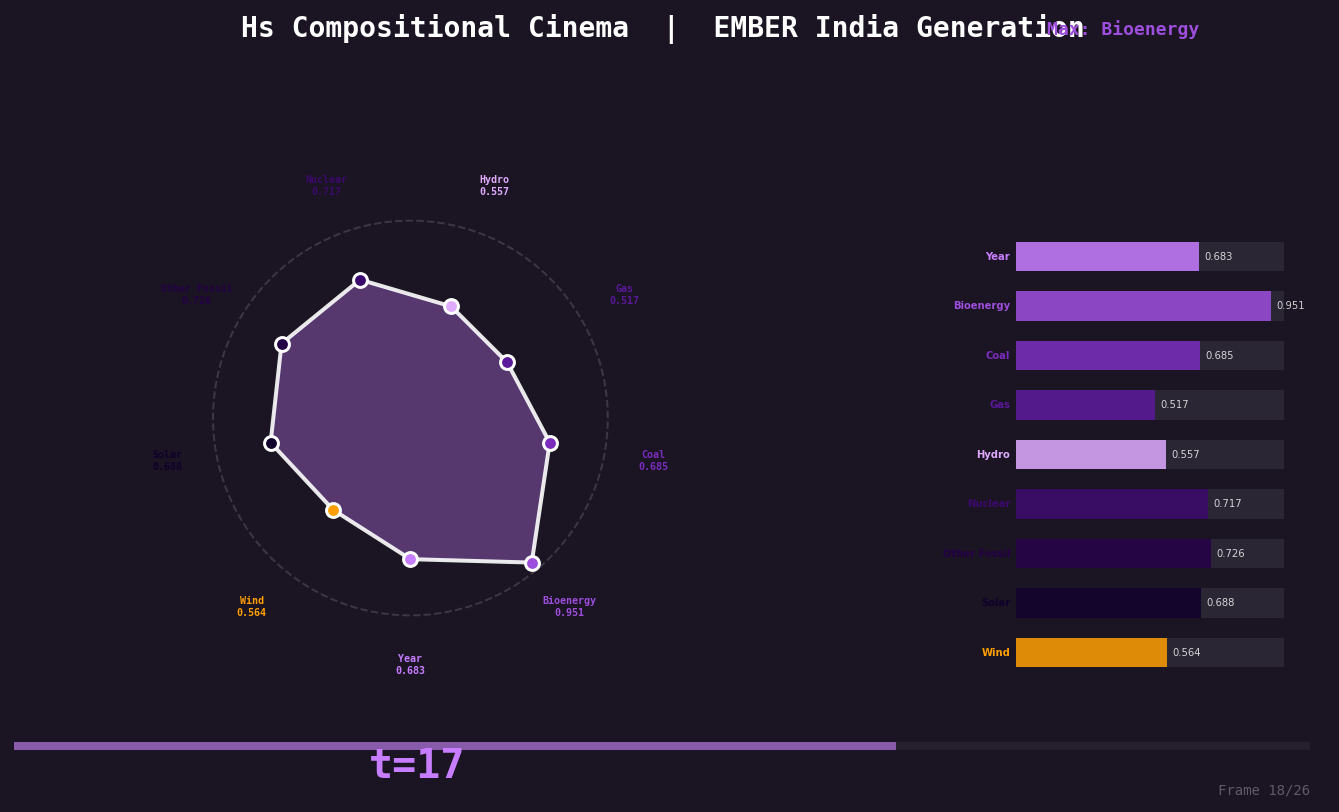 Hs Compositional Cinema | EMBER India Generation
Max: Bioenergy
Nuclear
0.717
Hydro
0.557
Other Fossil
0.726
Gas
0.517
Solar
0.688
Coal
0.685
Wind
0.564
Bioenergy
0.951
Year
0.683
Year
0.683
Bioenergy
0.951
Coal
0.685
Gas
0.517
Hydro
0.557
Nuclear
0.717
Other Fossil
0.726
Solar
0.688
Wind
0.564
t=17
Frame 18/26